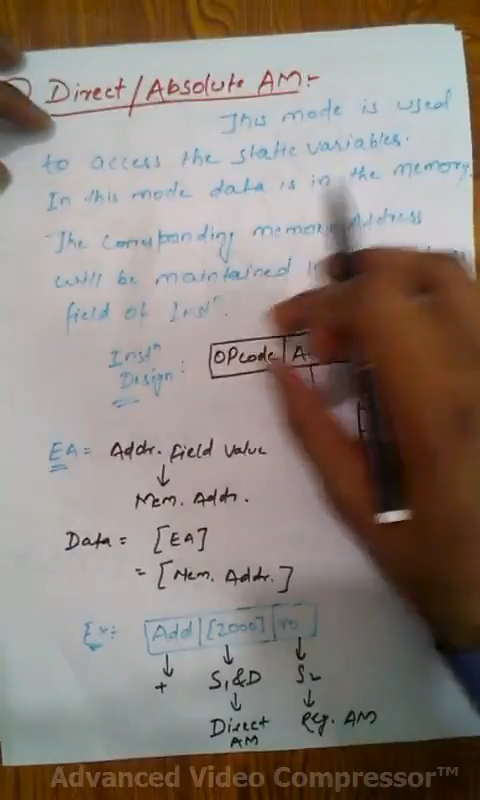 Direct/Absolute AM:-
This mode is used
to access the static variables.
In this mode data is in the memory.
The corresponding memory Address
will be maintained
field of Instⁿ.
Instⁿ
Design:
OPcode
EA = Addr. field value
↓
Mem. Addr.
Data = [EA]
= [Mem. Addr.]
Ex:- Add [2000] r0
↓ ↓ ↓
+ S1&D S2
↓ ↓
Direct Reg. AM
AM
Advanced Video Compressor™